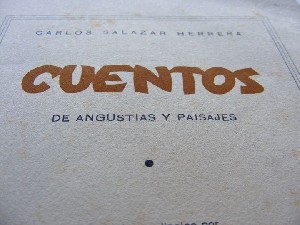 CARLOS SALAZAR HERRERA
CUENTOS
DE ANGUSTIAS Y PAISAJES